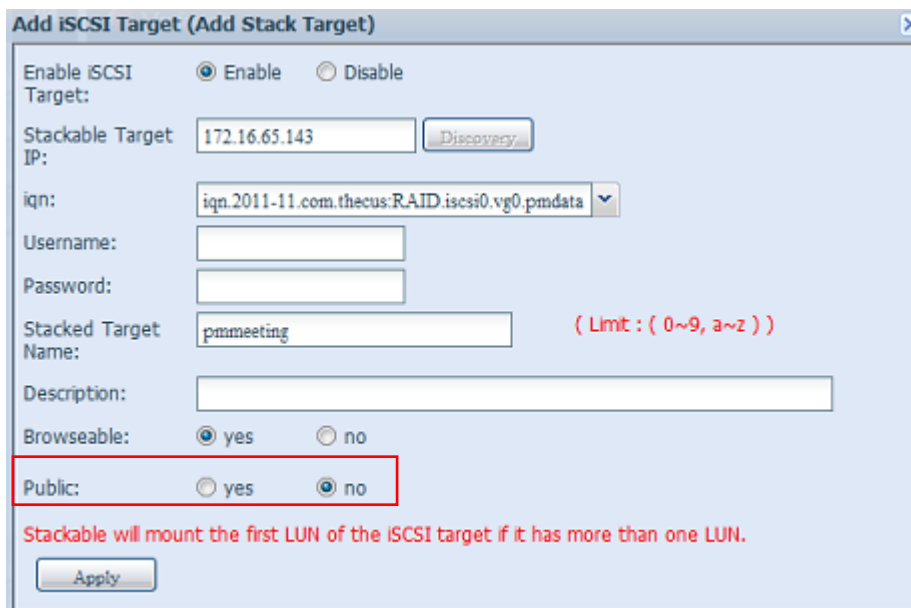 Add iSCSI Target (Add Stack Target)
Enable iSCSI Target: Enable Disable
Stackable Target IP: 172.16.65.143 Discovery
iqn: iqn.2011-11.com.thecus:RAID.iscsi0.vg0.pmdata
Username:
Password:
Stacked Target Name: pmmeeting ( Limit : ( 0~9, a~z ) )
Description:
Browseable: yes no
Public: yes no
Stackable will mount the first LUN of the iSCSI target if it has more than one LUN.
Apply